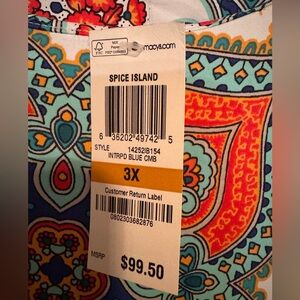 macys.com
SPICE ISLAND
6 36202 49742 5
STYLE 14252IB154
INTRPD BLUE CMB
3X
Customer Return Label
0802303682876
MSRP $99.50